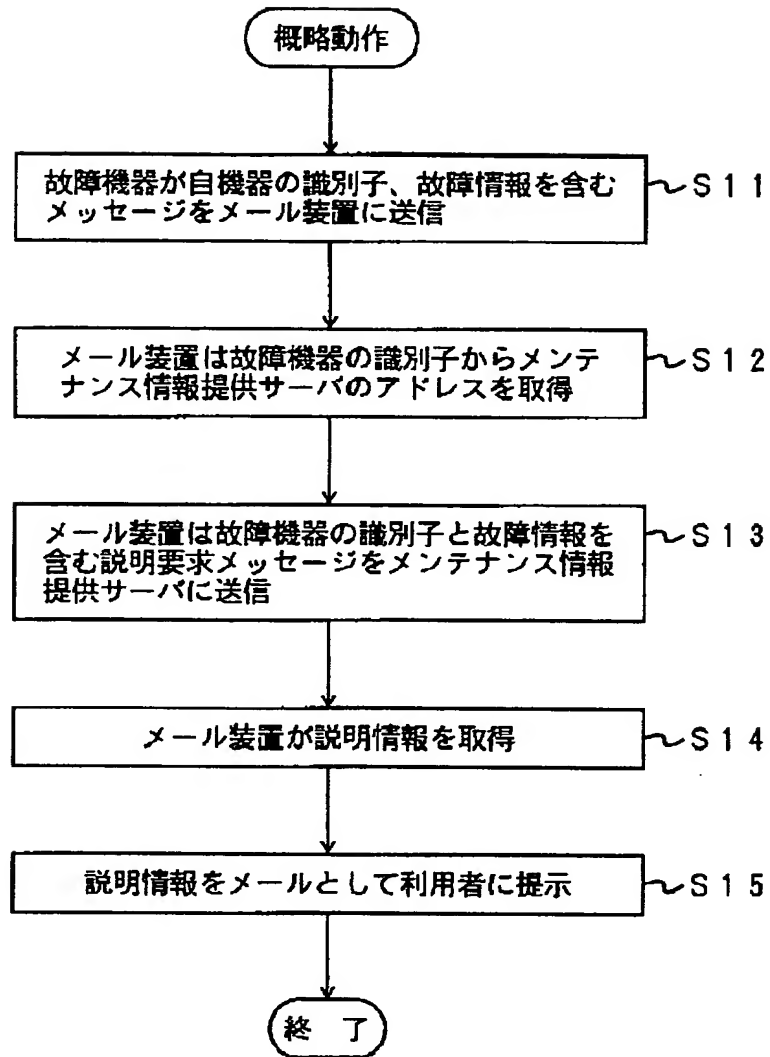 概略動作
故障機器が自機器の識別子、故障情報を含む
メッセージをメール装置に送信
S11
メール装置は故障機器の識別子からメンテ
ナンス情報提供サーバのアドレスを取得
S12
メール装置は故障機器の識別子と故障情報を
含む説明要求メッセージをメンテナンス情報
提供サーバに送信
S13
メール装置が説明情報を取得
S14
説明情報をメールとして利用者に提示
S15
終 了